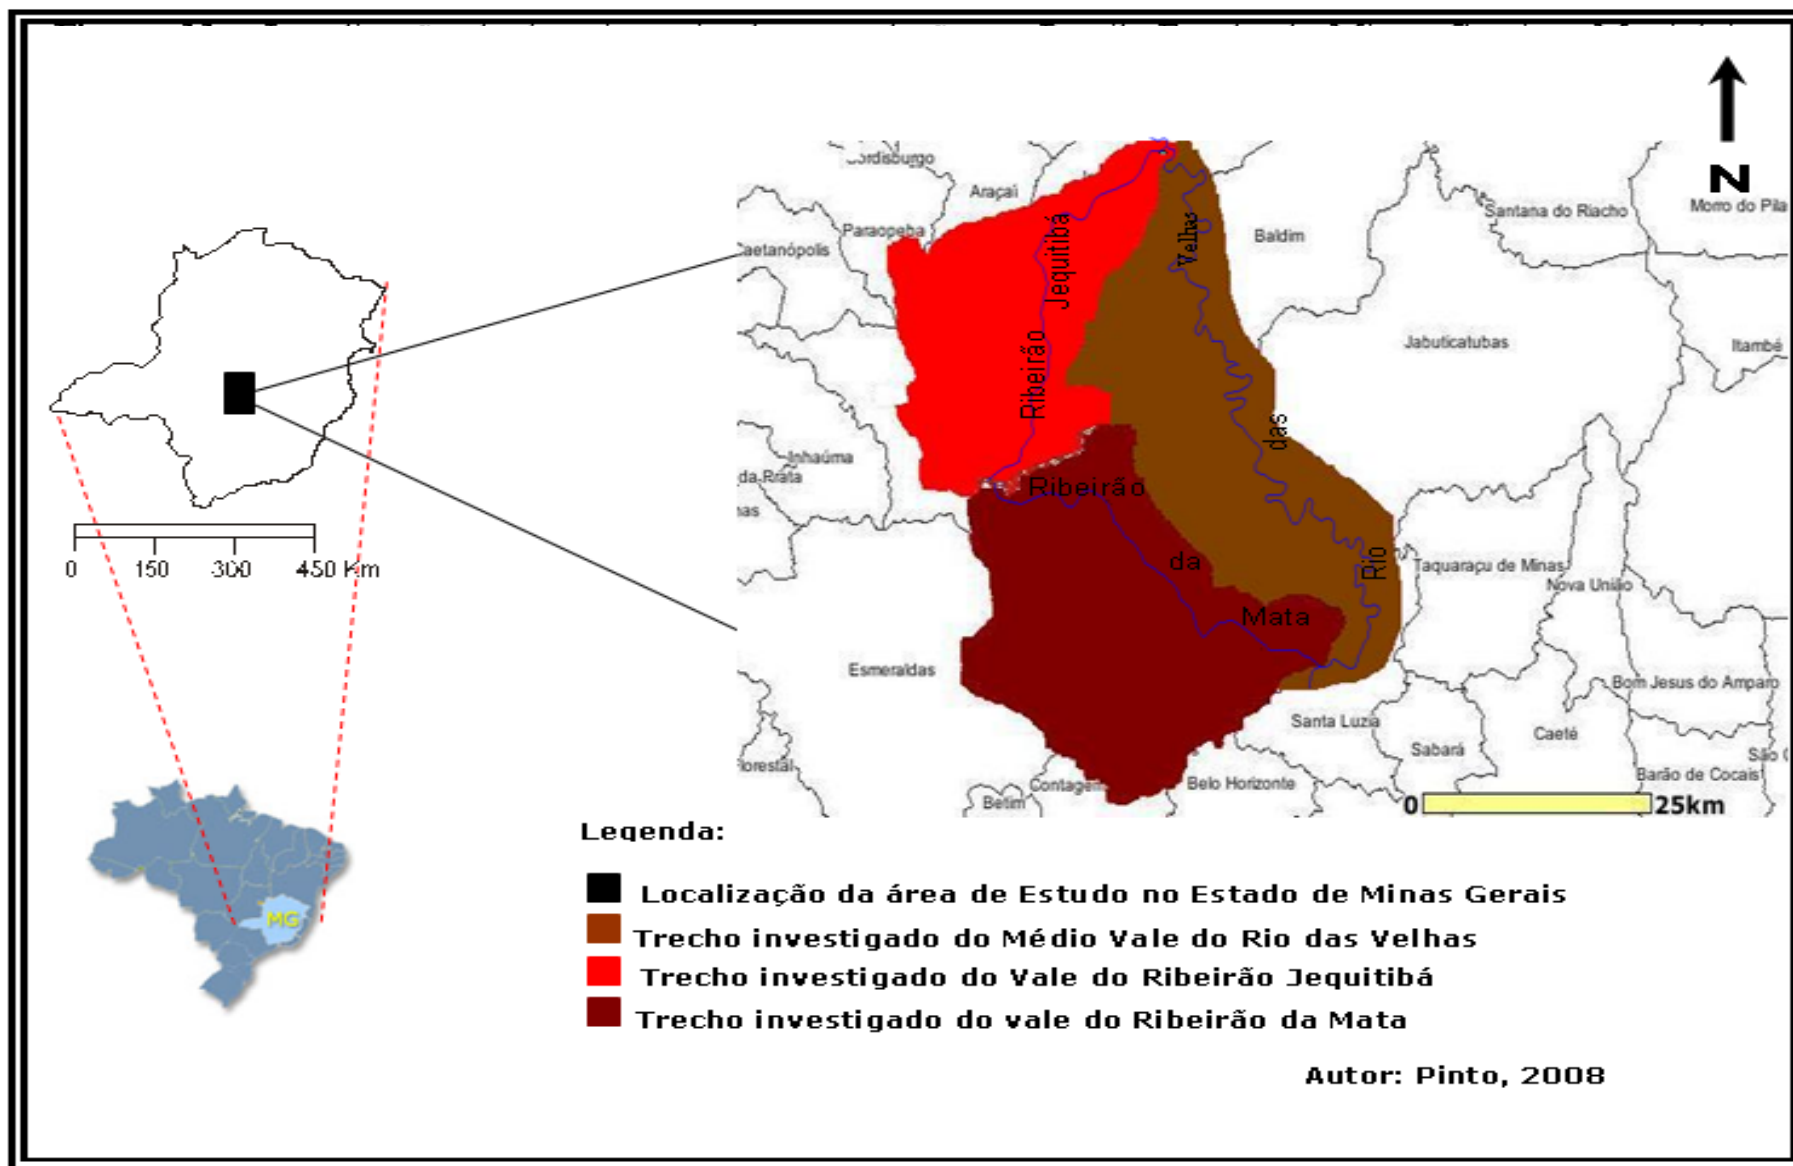 N
Araçaí
Santana do Riacho
Morro do Pila
Paraopeba
Baldim
Velhas
Jequitibá
Jabuticatubas
Itambé
Ribeirão
das
Inhaúma
Ribeirão
da
Rio
Taquaraçu de Minas
Nova União
Mata
Esmeraldas
Bom Jesus do Amparo
Santa Luzia
Sabará
Caeté
São
Barão de Cocais
Contagem
Belo Horizonte
Betim
0 25km
0 150 300 450 Km
MG
Legenda:
Localização da área de Estudo no Estado de Minas Gerais
Trecho investigado do Médio Vale do Rio das Velhas
Trecho investigado do Vale do Ribeirão Jequitibá
Trecho investigado do vale do Ribeirão da Mata
Autor: Pinto, 2008